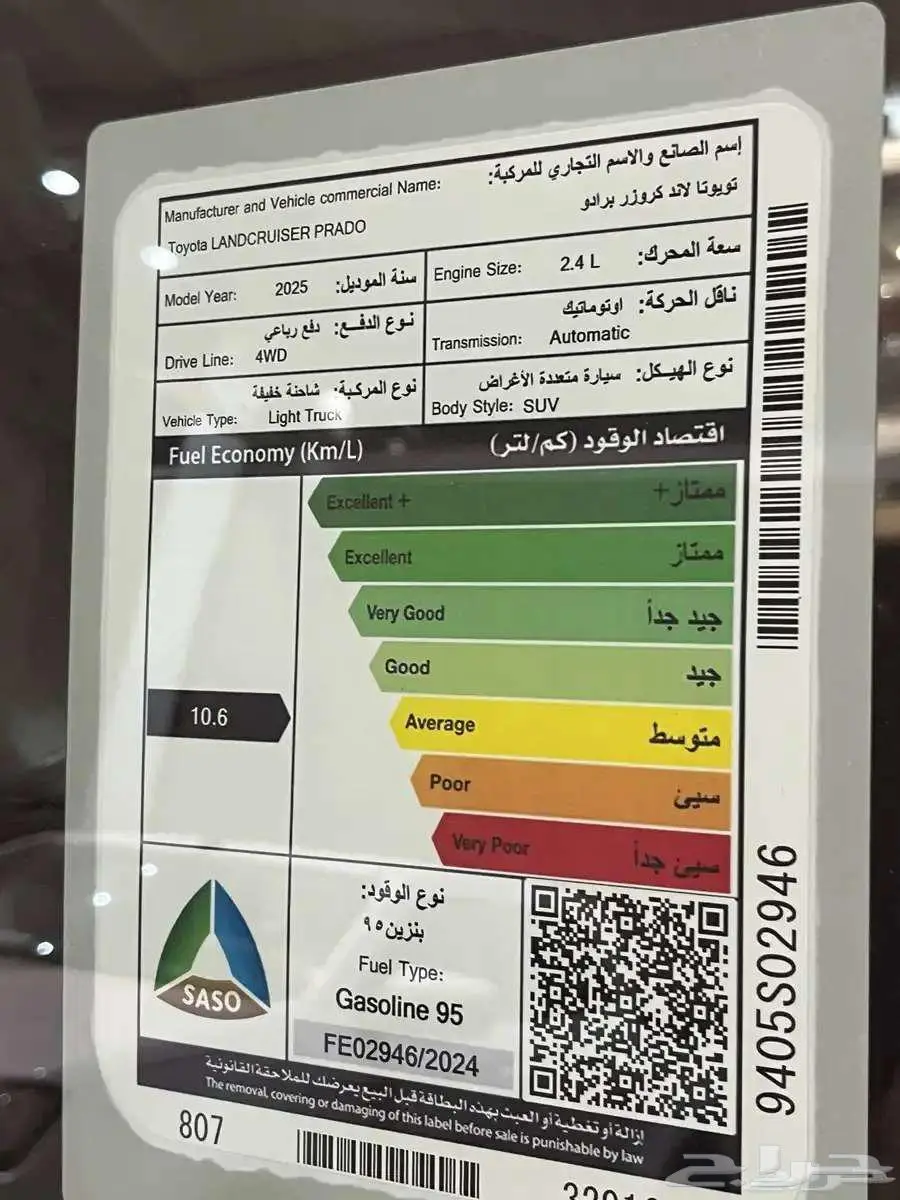 إسم الصانع والاسم التجاري للمركبة:
Manufacturer and Vehicle commercial Name:
تويوتا لاند كروزر برادو
Toyota LANDCRUISER PRADO
سنة الموديل:
Model Year: 2025
سعة المحرك:
Engine Size: 2.4 L
نوع الدفع: دفع رباعي
Drive Line: 4WD
ناقل الحركة: اوتوماتيك
Transmission: Automatic
نوع المركبة: شاحنة خفيفة
Vehicle Type: Light Truck
نوع الهيكل: سيارة متعدة الأغراض
Body Style: SUV
Fuel Economy (Km/L) اقتصاد الوقود (كم/لتر)
Excellent + ممتاز+
Excellent ممتاز
Very Good جيد جداً
Good جيد
10.6
Average متوسط
Poor سيئ
Very Poor سيئ جداً
SASO
نوع الوقود:
بنزين ٩٥
Fuel Type:
Gasoline 95
FE02946/2024
إزالة أو تغطية أو العبث بهذه البطاقة قبل البيع يعرضك للملاحقة القانونية
The removal, covering or damaging of this label before sale is punishable by law
807
9405S02946
حراج